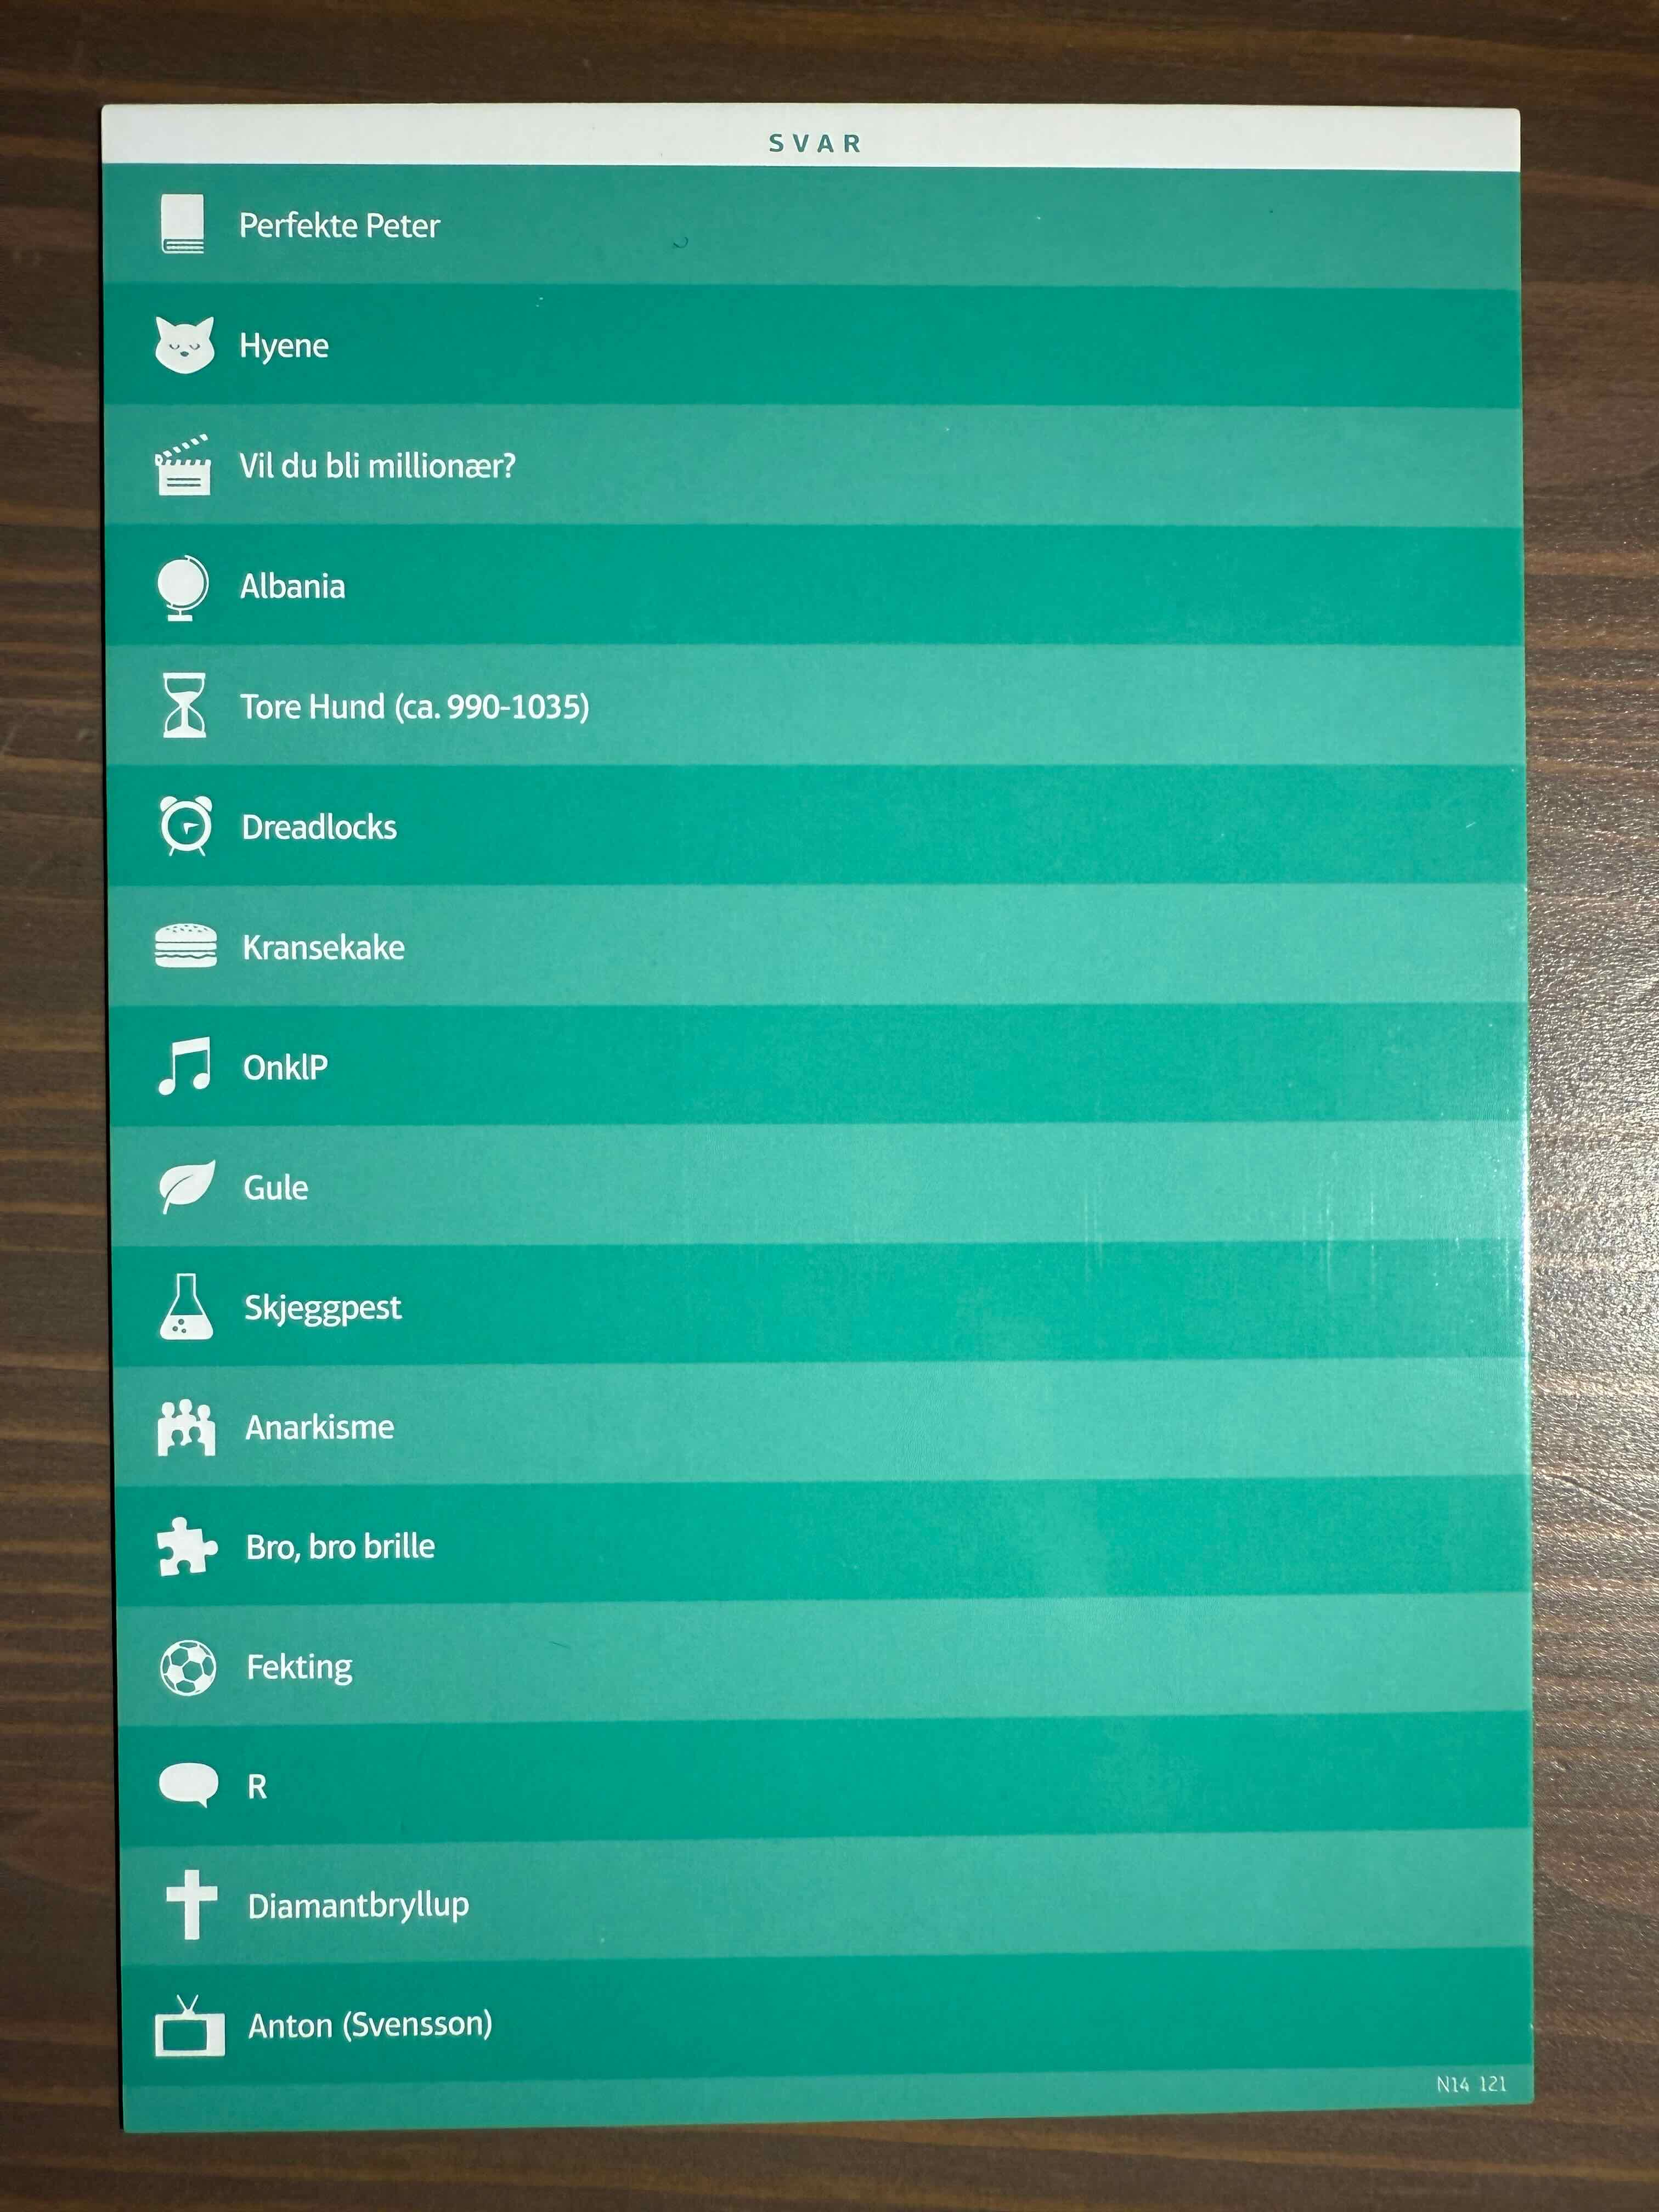 SVAR
Perfekte Peter
Hyene
Vil du bli millionær?
Albania
Tore Hund (ca. 990-1035)
Dreadlocks
Kransekake
OnklP
Gule
Skjeggpest
Anarkisme
Bro, bro brille
Fekting
R
Diamantbryllup
Anton (Svensson)
N14 121